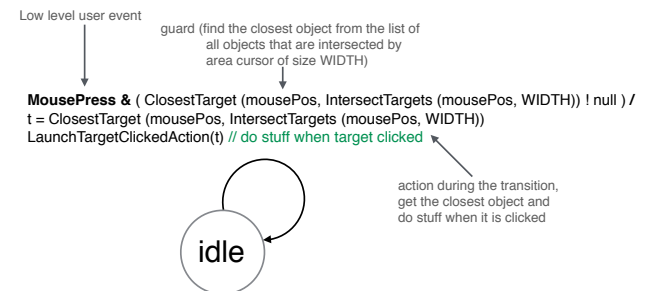 Low level user event
guard (find the closest object from the list of
all objects that are intersected by
area cursor of size WIDTH)
MousePress & ( ClosestTarget (mousePos, IntersectTargets (mousePos, WIDTH)) ! null ) /
t = ClosestTarget (mousePos, IntersectTargets (mousePos, WIDTH))
LaunchTargetClickedAction(t) // do stuff when target clicked
action during the transition,
get the closest object and
do stuff when it is clicked
idle